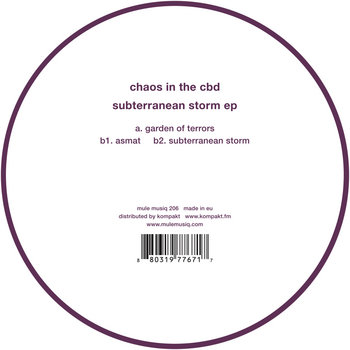 chaos in the cbd
subterranean storm ep
a. garden of terrors
b1. asmat b2. subterranean storm
mule musiq 206 made in eu
distributed by kompakt www.kompakt.fm
www.mulemusiq.com
8 80319 77671 7